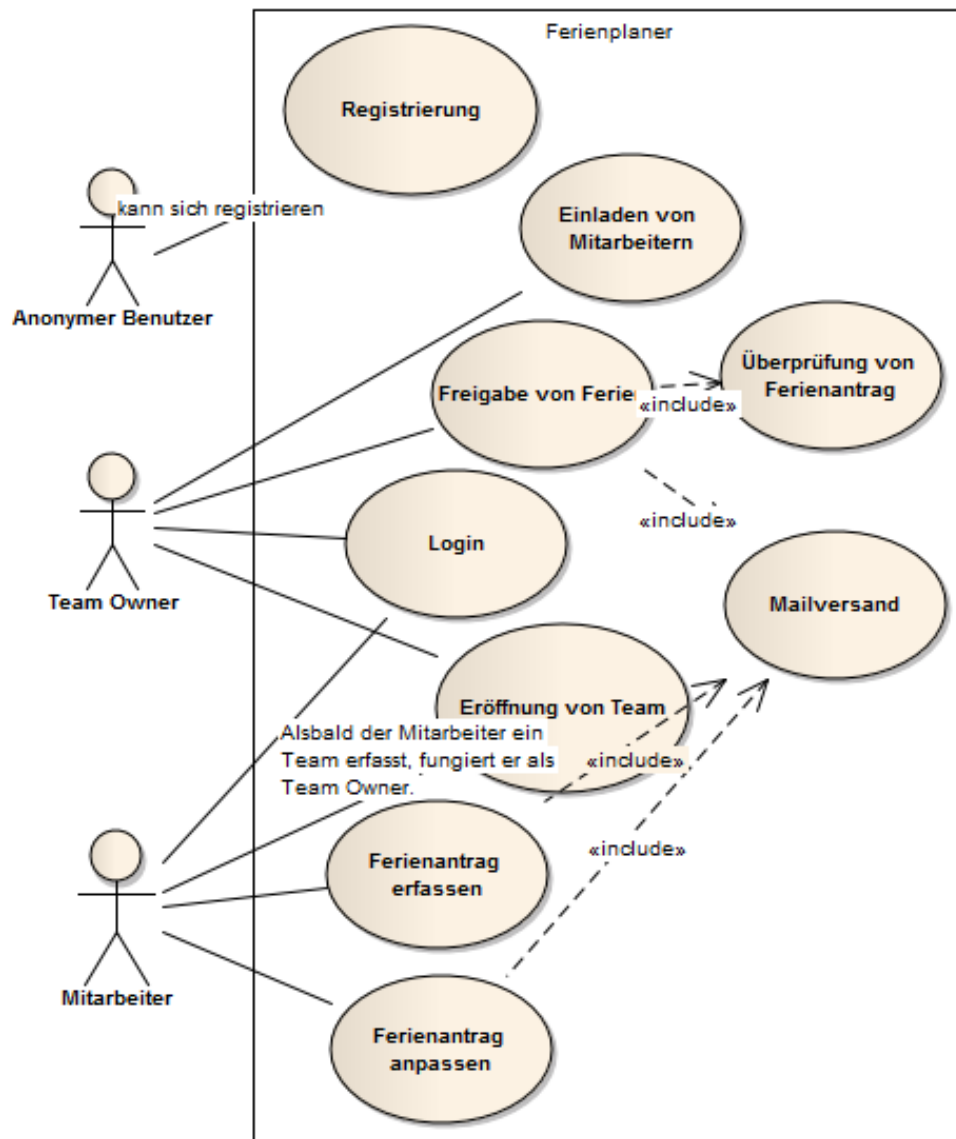 Ferienplaner
Registrierung
kann sich registrieren
Anonymer Benutzer
Einladen von
Mitarbeitern
Freigabe von Ferie
«include»
Überprüfung von
Ferienantrag
«include»
Team Owner
Login
Mailversand
Eröffnung von Team
Alsbald der Mitarbeiter ein
Team erfasst, fungiert er als
Team Owner.
«include»
«include»
Mitarbeiter
Ferienantrag
erfassen
Ferienantrag
anpassen